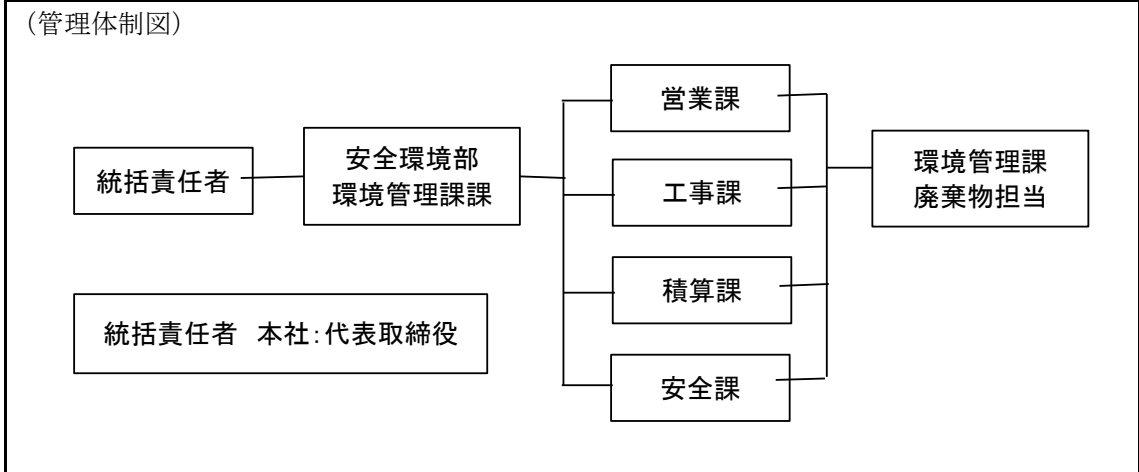 （管理体制図）
統括責任者
安全環境部
環境管理課課
営業課
工事課
積算課
安全課
環境管理課
廃棄物担当
統括責任者　本社：代表取締役